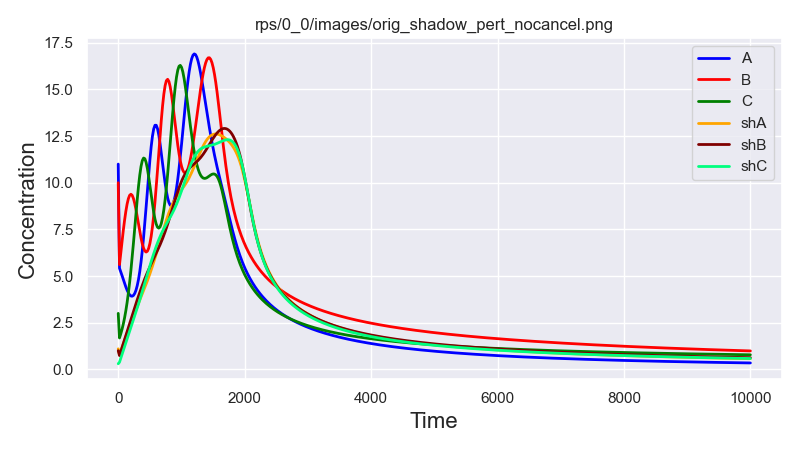 rps/0_0/images/orig_shadow_pert_nocancel.png
17.5
15.0
12.5
10.0
7.5
5.0
2.5
0.0
Concentration
A
B
C
shA
shB
shC
0 2000 4000 6000 8000 10000
Time